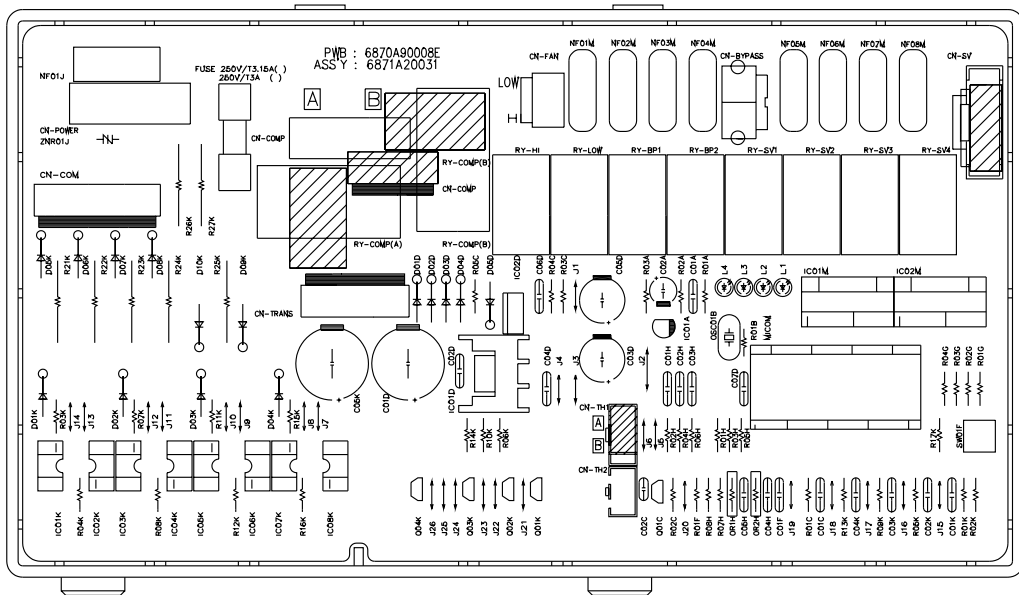 PWB : 6870A90008E
ASS'Y : 6871A20031
NF01J
FUSE 250V/T3.15A( )
250V/T3A ( )
A B
CN-FAN NF01M NF02M NF03M NF04M CN-BYPASS NF05M NF06M NF07M NF08M CN-SV
LOW
HI
CN-POWER
ZNR01J
CN-COMP
RY-COMP(B)
RY-HI RY-LOW RY-BP1 RY-BP2 RY-SV1 RY-SV2 RY-SV3 RY-SV4
CN-COM
CN-COMP
R26K R27K
RY-COMP(A) RY-COMP(B)
D05K R21K D06K R22K D07K R23K D08K R24K D10K R25K D09K
D01D D02D D03D D04D R05C D05D IC02D C06D R04C R03C J1 C05D R03A C02A R02A C01A R01A
L4 L3 L2 L1 IC01M IC02M
CN-TRANS
IC01A
OSC01B R01B MICOM
C05K C01D C02D IC01D C04D J4 J3 C03D J2 C01H C02H C03H C07D
R04G R03G R02G R01G
D01K R03K J14 J13 D02K R07K J12 J11 D03K R11K J10 J9 D04K R15K J8 J7
R14K R10K R06K
CN-TH1
A
B
J6 J5 R02H R04H R06H R01H R03H R05H
R17K SW01F
CN-TH2
IC01K R04K IC02K IC03K R08K IC04K IC05K R12K IC06K IC07K R16K IC08K
Q04K J26 J25 J24 Q03K J23 J22 Q02K J21 Q01K
C02C Q01C R02C J20 R01F R08H R07H OR1H C06H OR2H C04H C01F J19 R01C C01C J18 R13K C04K J17 R09K C03K J16 R05K C02K J15 C01K R01K R02K